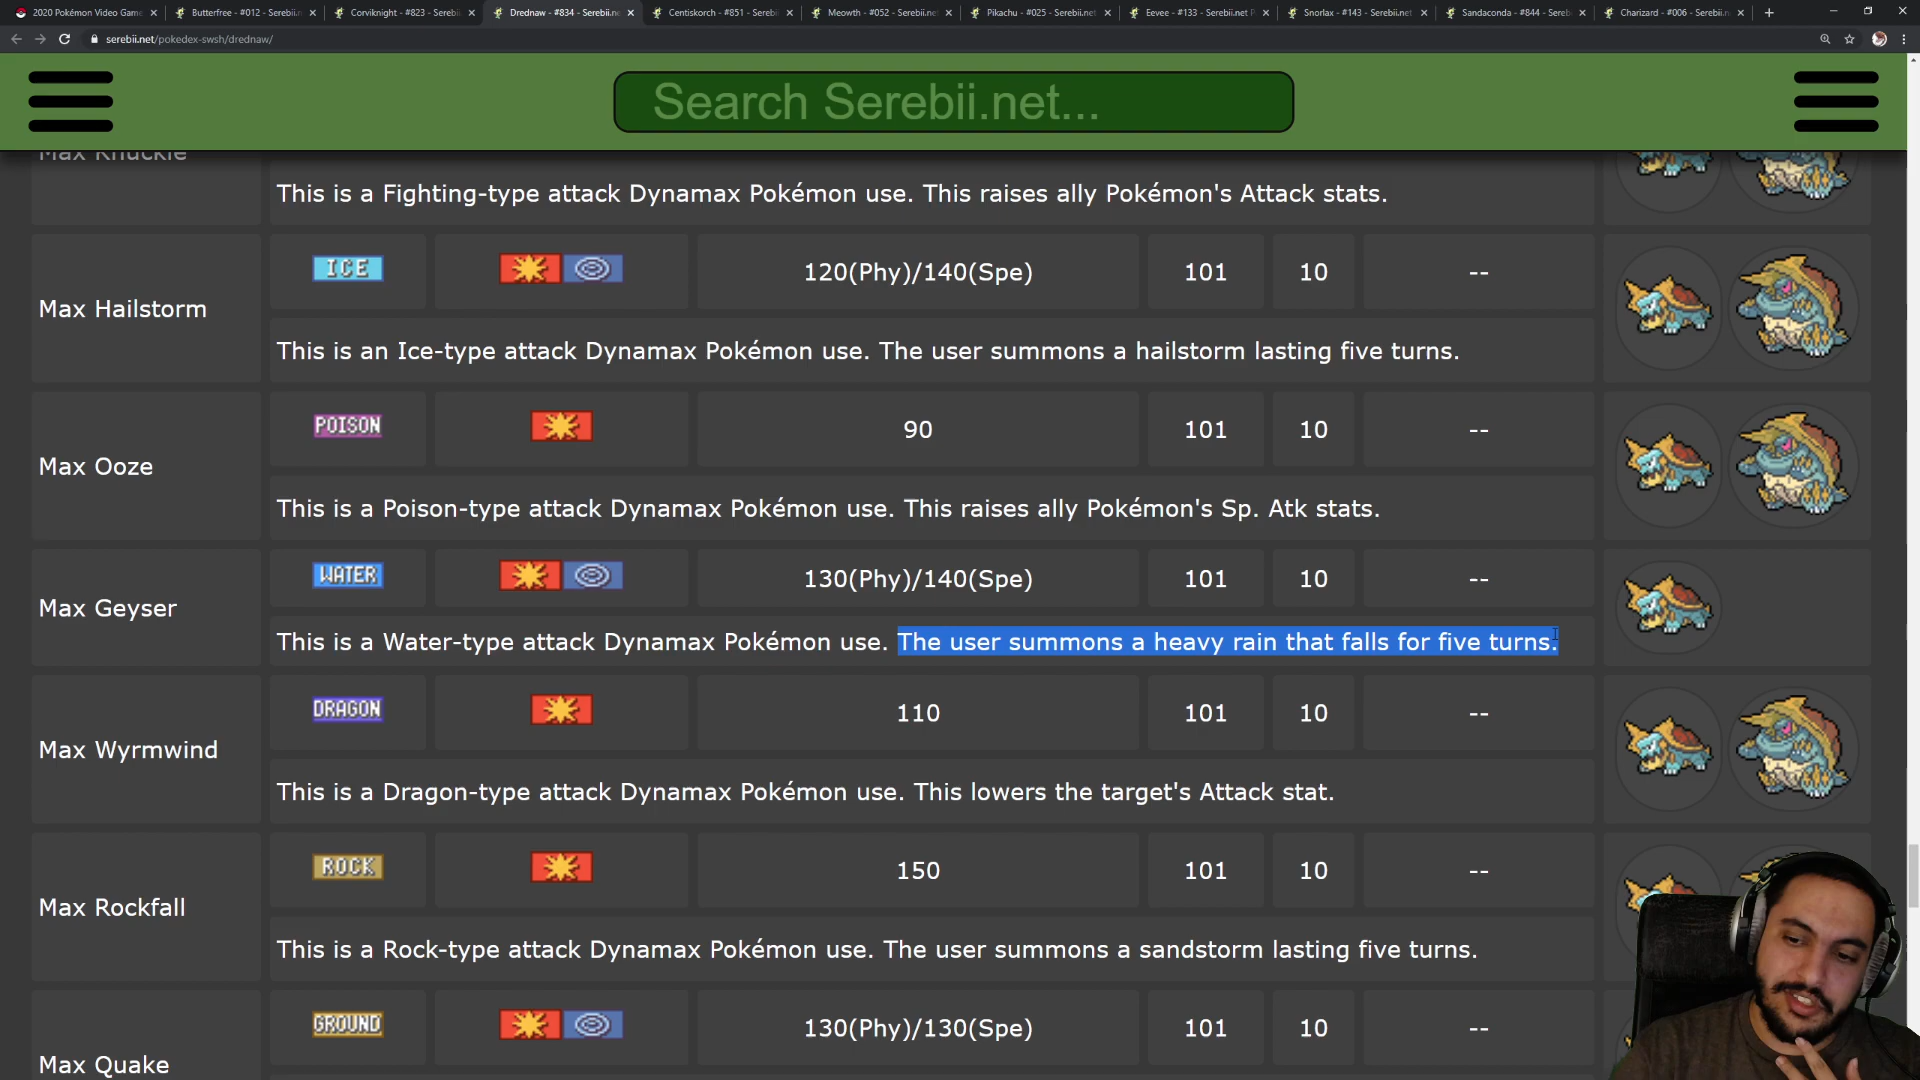 2020 Pokémon Video Game
Butterfree - #012 - Serebii.n
Corviknight - #823 - Serebii
Drednaw - #834 - Serebii.ne
Centiskorch - #851 - Serebii
Meowth - #052 - Serebii.ne
Pikachu - #025 - Serebii.net
Eevee - #133 - Serebii.net P
Snorlax - #143 - Serebii.net
Sandaconda - #844 - Sereb
Charizard - #006 - Serebii.n
serebii.net/pokedex-swsh/drednaw/
Search Serebii.net...
Max Knuckle
This is a Fighting-type attack Dynamax Pokémon use. This raises ally Pokémon's Attack stats.
Max Hailstorm
ICE
120(Phy)/140(Spe)
101
10
--
This is an Ice-type attack Dynamax Pokémon use. The user summons a hailstorm lasting five turns.
Max Ooze
POISON
90
101
10
--
This is a Poison-type attack Dynamax Pokémon use. This raises ally Pokémon's Sp. Atk stats.
Max Geyser
WATER
130(Phy)/140(Spe)
101
10
--
This is a Water-type attack Dynamax Pokémon use. The user summons a heavy rain that falls for five turns.
Max Wyrmwind
DRAGON
110
101
10
--
This is a Dragon-type attack Dynamax Pokémon use. This lowers the target's Attack stat.
Max Rockfall
ROCK
150
101
10
--
This is a Rock-type attack Dynamax Pokémon use. The user summons a sandstorm lasting five turns.
Max Quake
GROUND
130(Phy)/130(Spe)
101
10
--